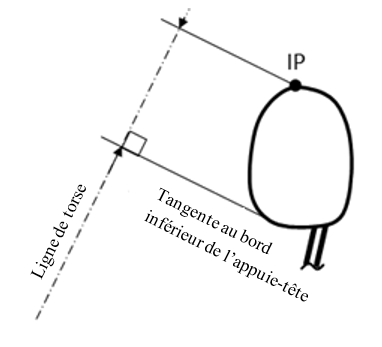 IP
Ligne de torse
Tangente au bord
inférieur de l'appuie-tête